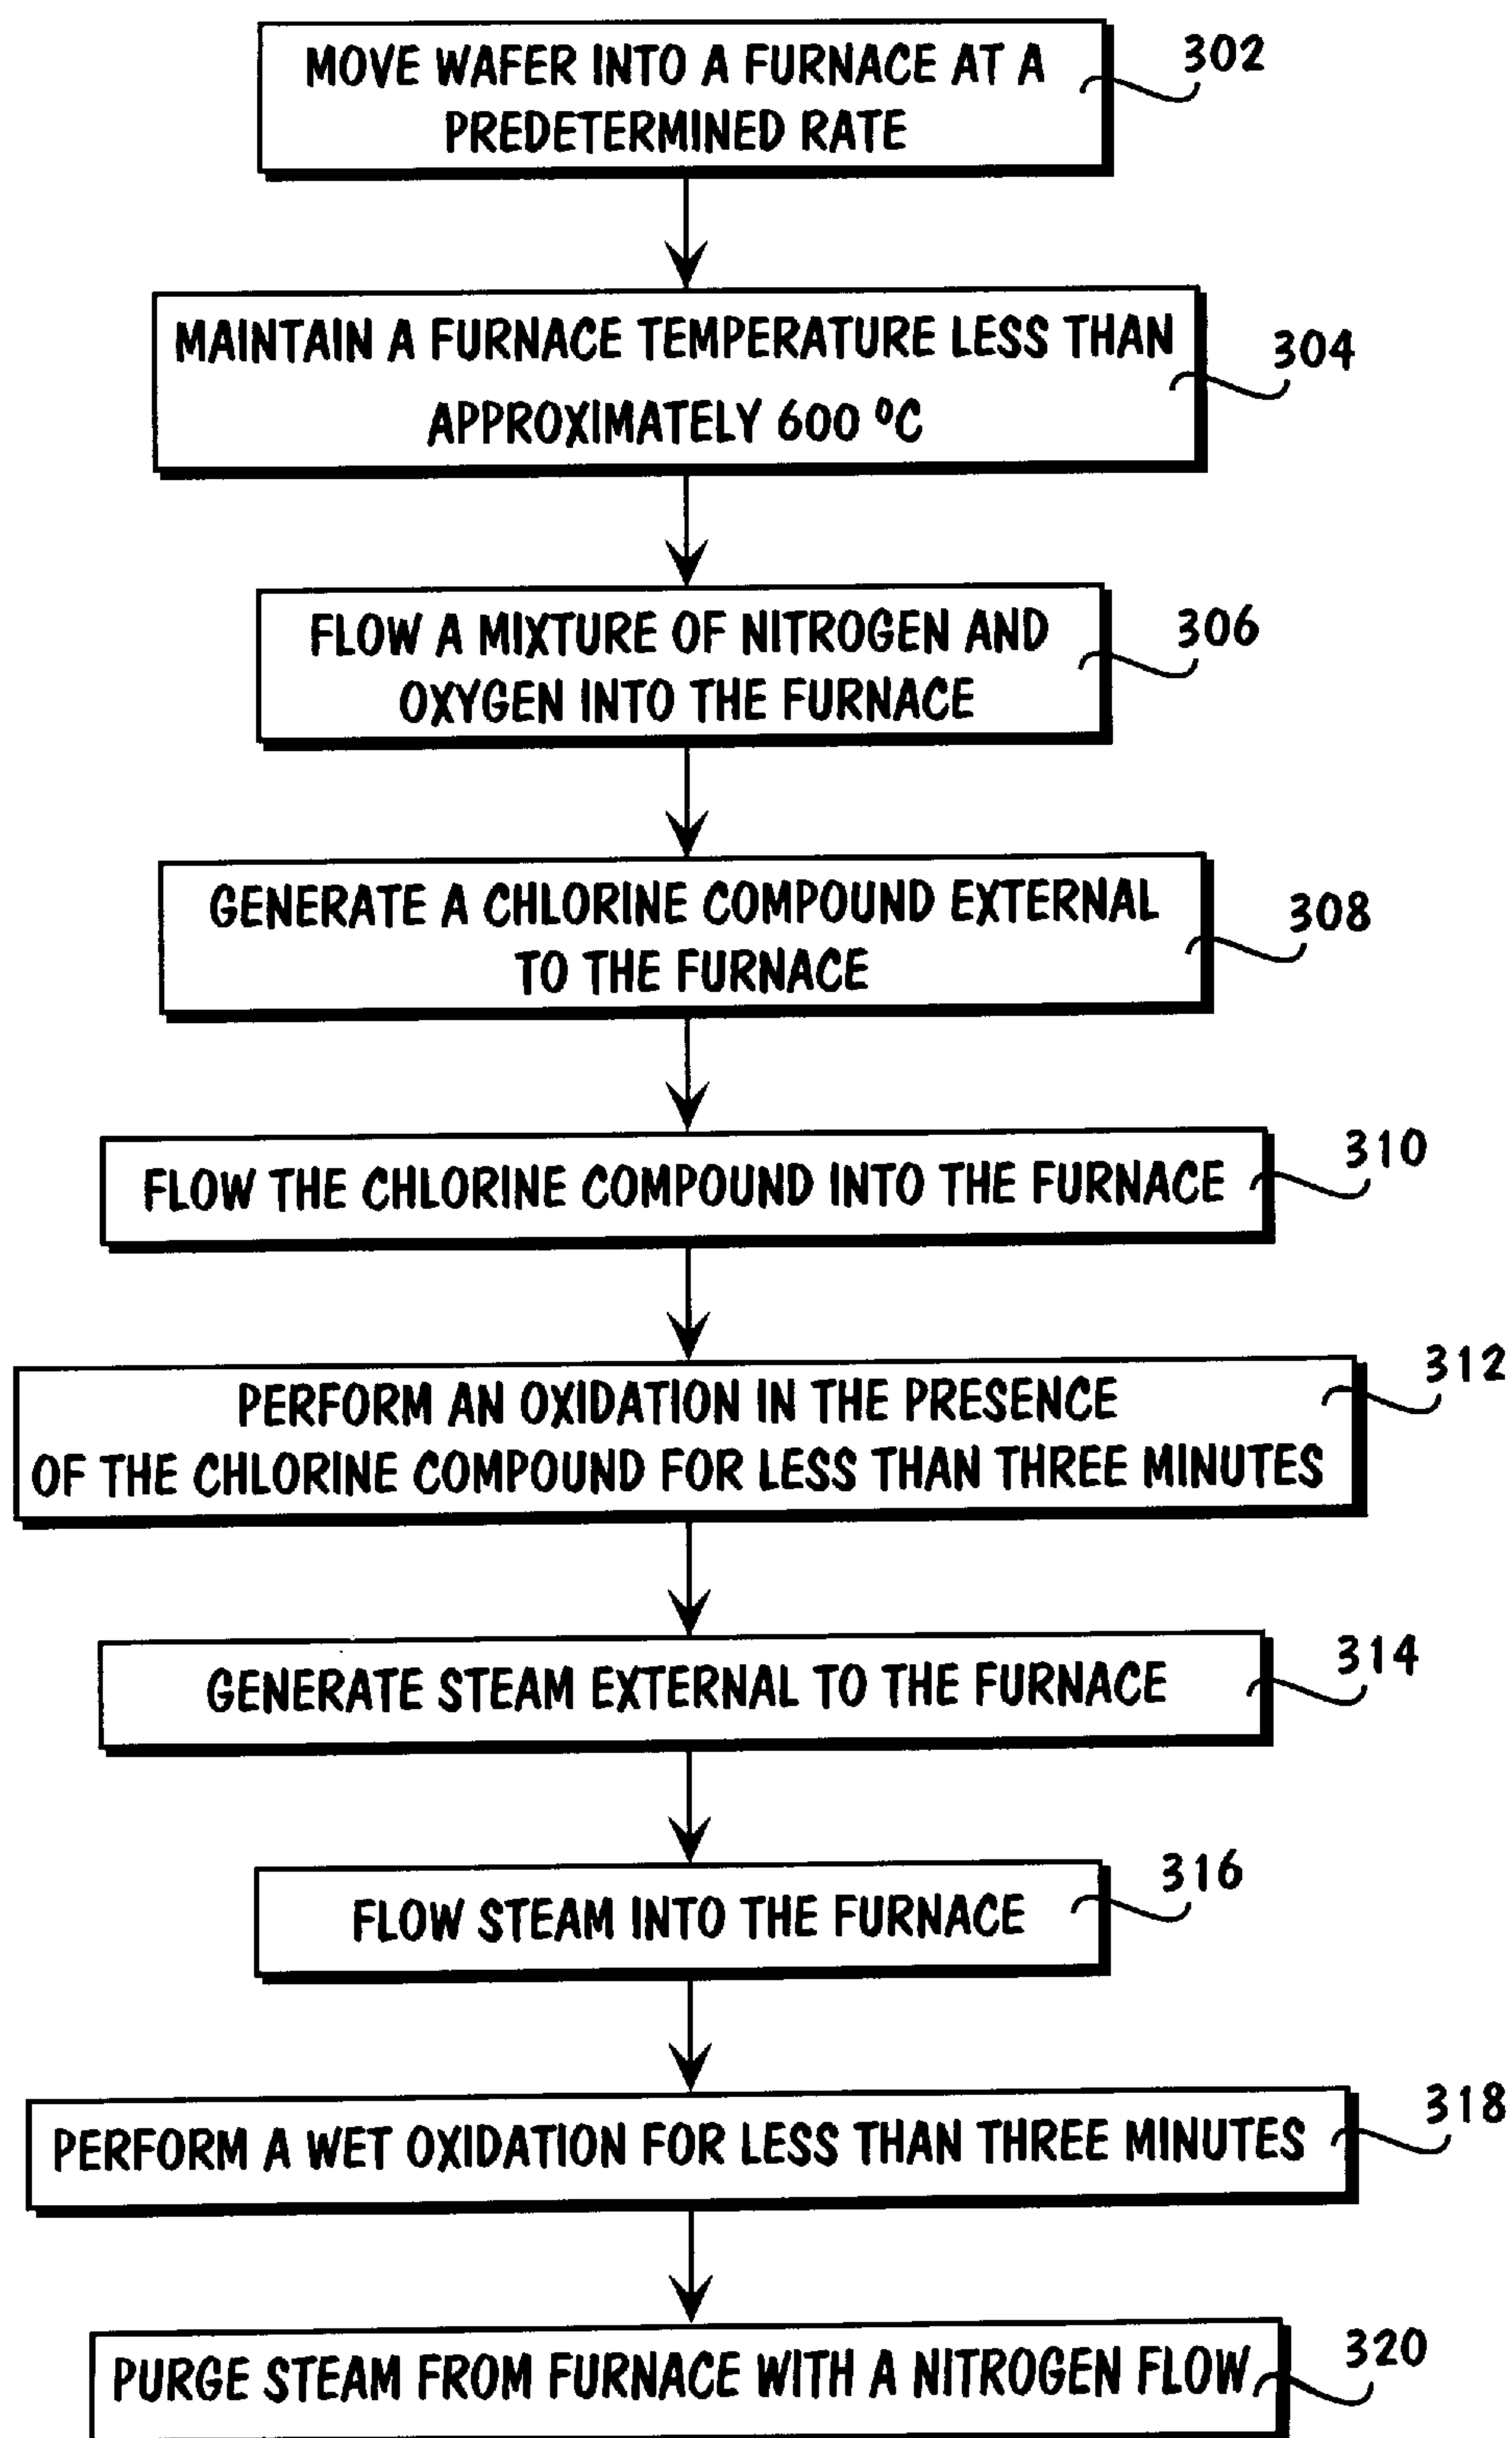 MOVE WAFER INTO A FURNACE AT A
PREDETERMINED RATE
302
MAINTAIN A FURNACE TEMPERATURE LESS THAN
APPROXIMATELY 600 ºC
304
FLOW A MIXTURE OF NITROGEN AND
OXYGEN INTO THE FURNACE
306
GENERATE A CHLORINE COMPOUND EXTERNAL
TO THE FURNACE
308
FLOW THE CHLORINE COMPOUND INTO THE FURNACE
310
PERFORM AN OXIDATION IN THE PRESENCE
OF THE CHLORINE COMPOUND FOR LESS THAN THREE MINUTES
312
GENERATE STEAM EXTERNAL TO THE FURNACE
314
FLOW STEAM INTO THE FURNACE
316
PERFORM A WET OXIDATION FOR LESS THAN THREE MINUTES
318
PURGE STEAM FROM FURNACE WITH A NITROGEN FLOW
320